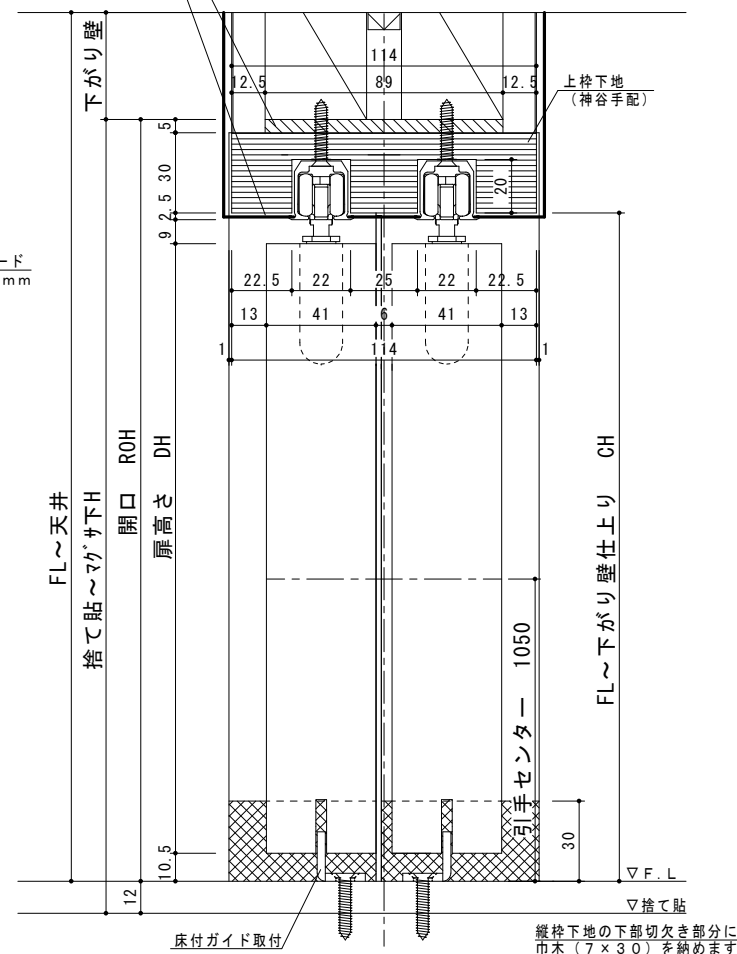 下がり壁
114
12.5
89
12.5
上枠下地
(神谷手配)
5
30
2.5
9
20
ード
mm
22.5
22
25
22
22.5
13
41
6
41
13
1
114
1
FL～天井
捨て貼～マグサ下H
開口 ROH
扉高さ DH
引手センター 1050
FL～下がり壁仕上り CH
30
10.5
12
▽F.L
▽捨て貼
床付ガイド取付
縦枠下地の下部切欠き部分に
巾木(7×30)を納めます